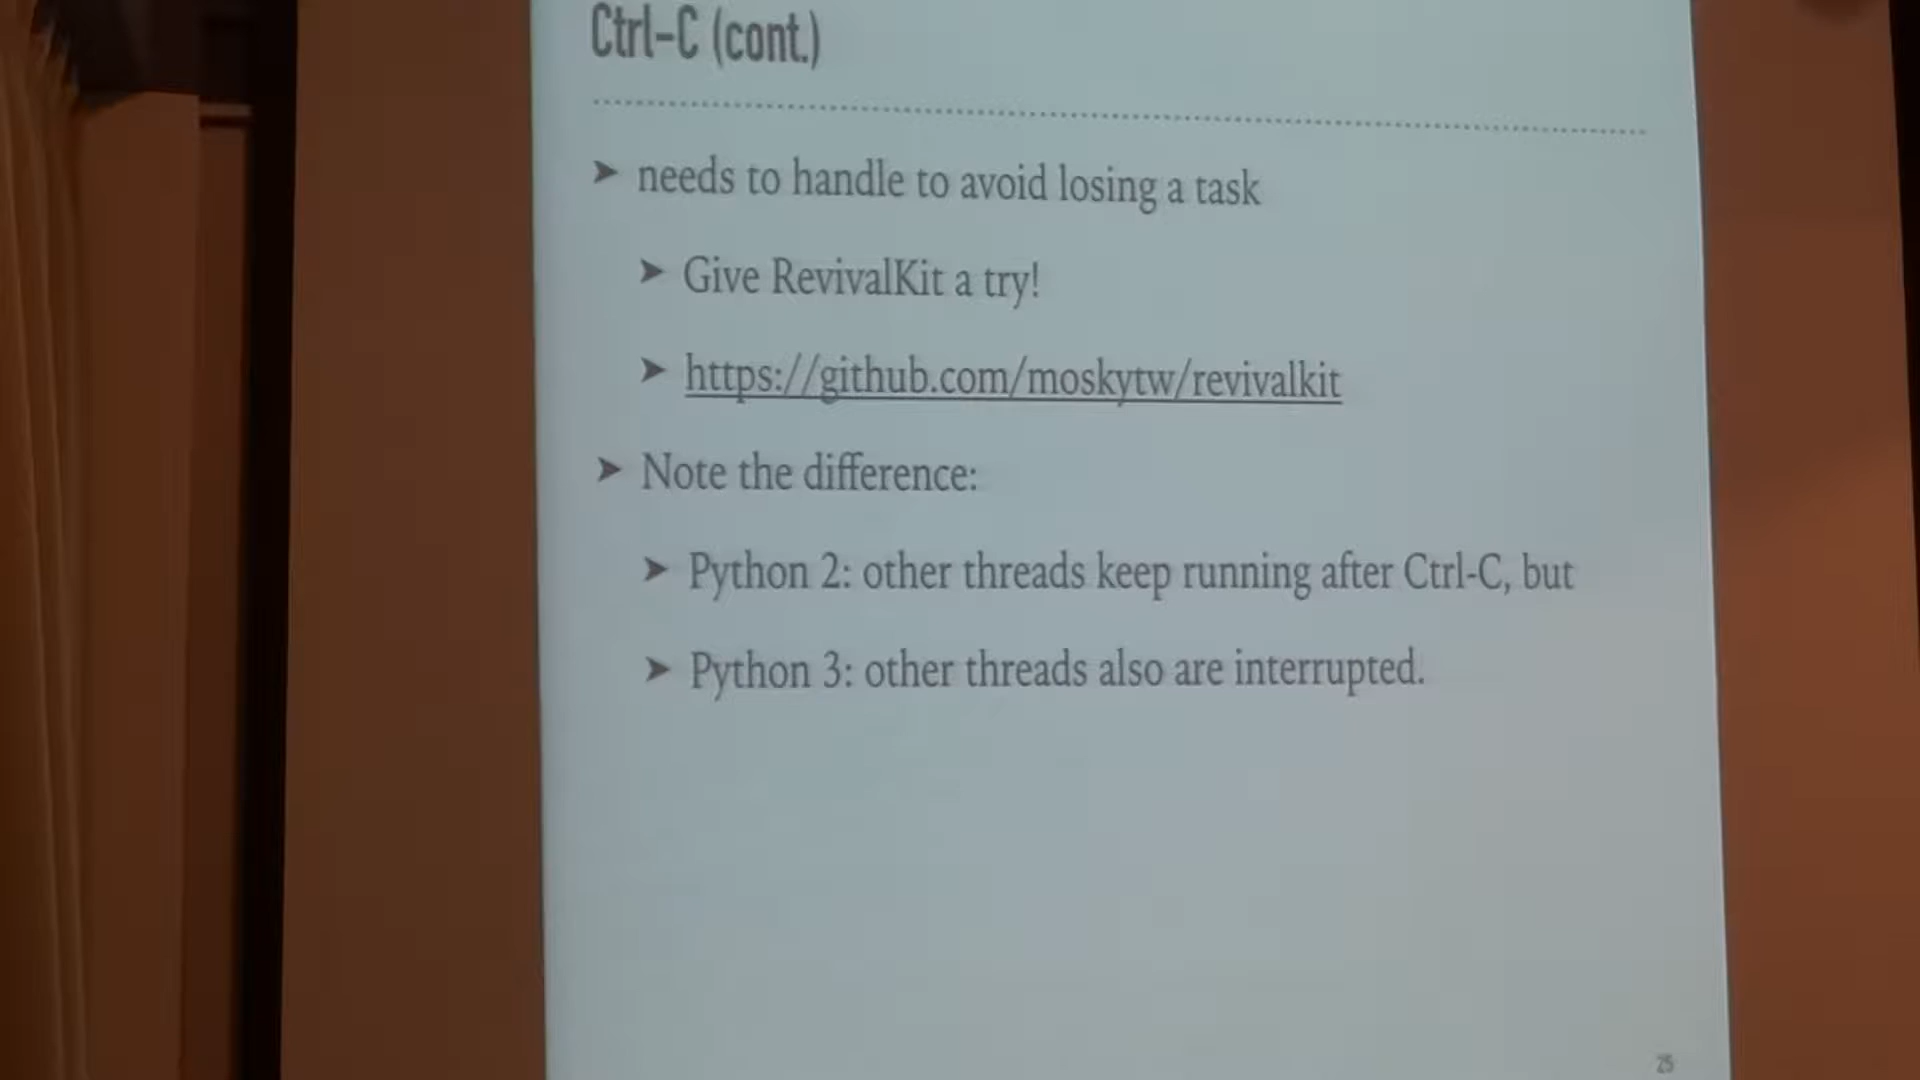 Ctrl-C (cont.)
➤ needs to handle to avoid losing a task
➤ Give RevivalKit a try!
➤ https://github.com/moskytw/revivalkit
➤ Note the difference:
➤ Python 2: other threads keep running after Ctrl-C, but
➤ Python 3: other threads also are interrupted.
25